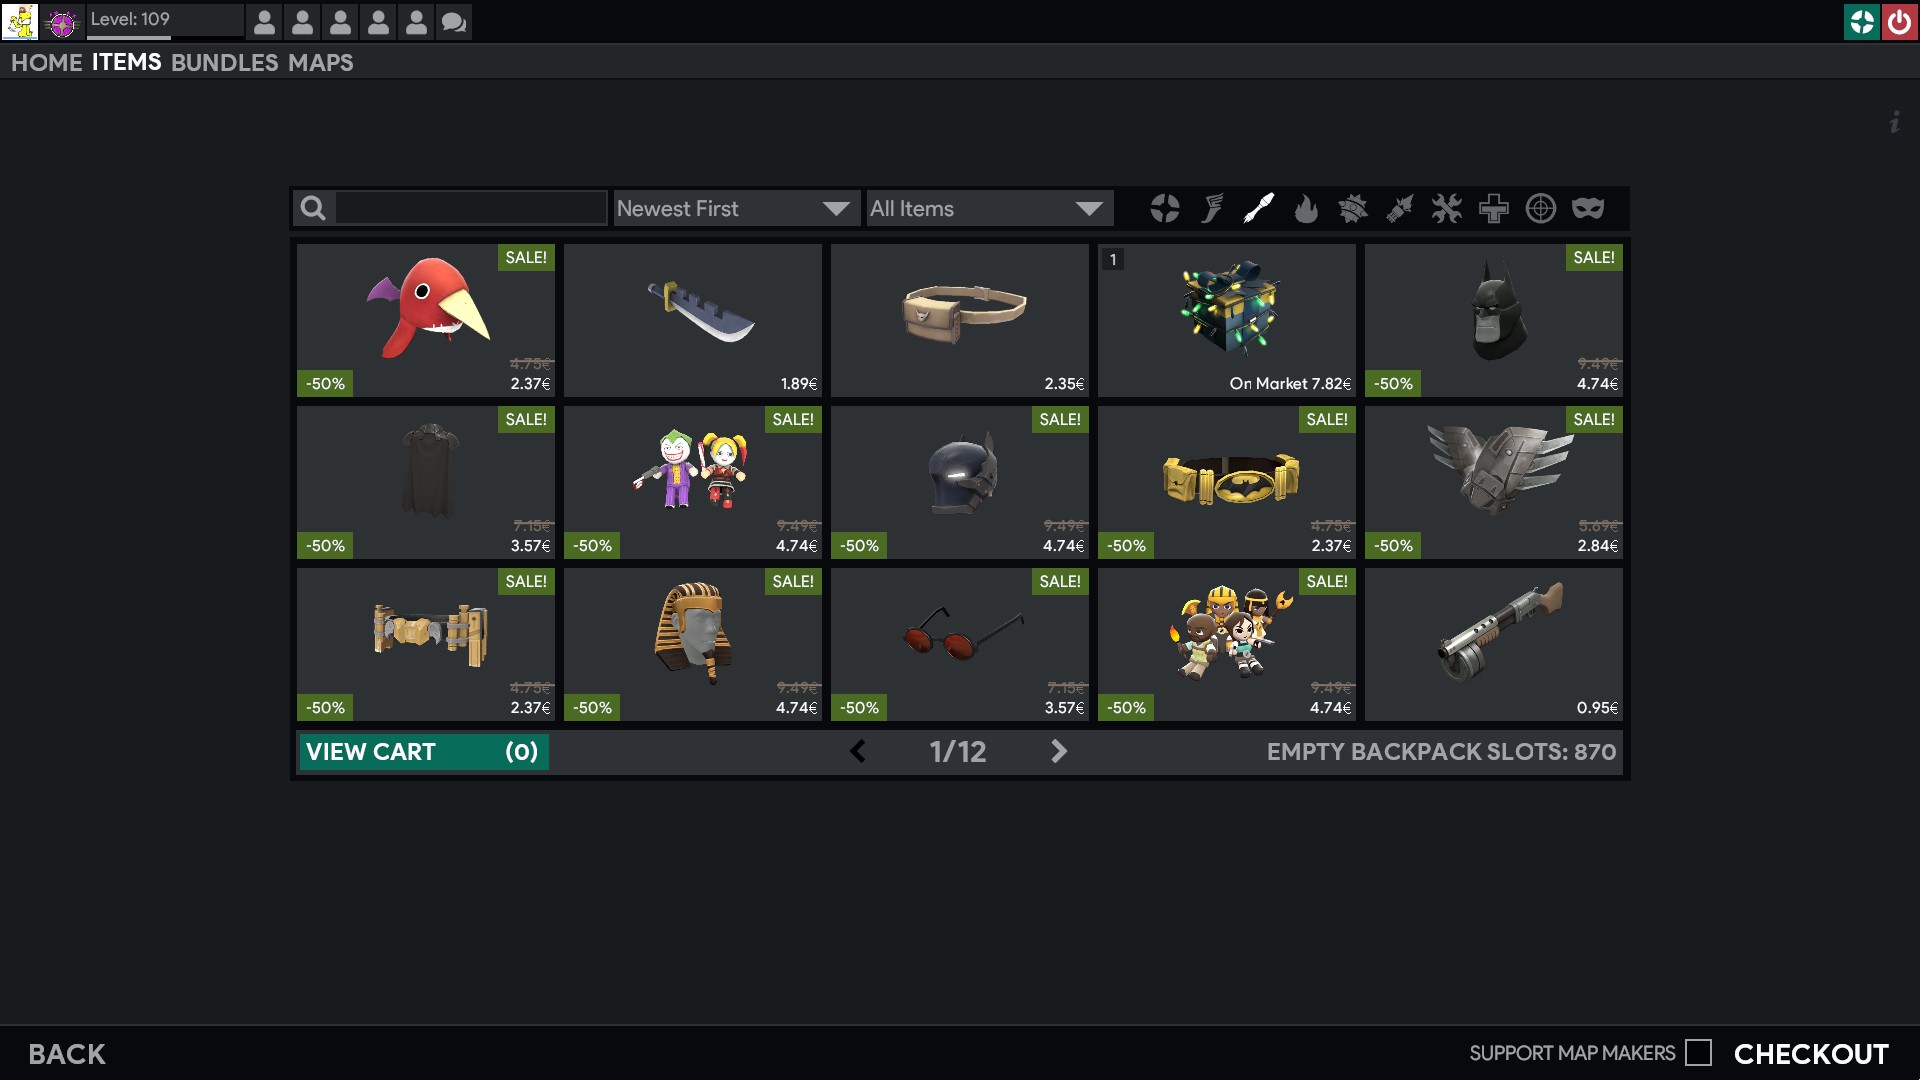 Level: 109
HOME ITEMS BUNDLES MAPS
i
Newest First
All Items
SALE!
-50%
4.75€
2.37€
1.89€
2.35€
1
On Market 7.82€
SALE!
-50%
9.49€
4.74€
SALE!
-50%
7.15€
3.57€
SALE!
-50%
9.49€
4.74€
SALE!
-50%
9.49€
4.74€
SALE!
-50%
4.75€
2.37€
SALE!
-50%
5.69€
2.84€
SALE!
-50%
4.75€
2.37€
SALE!
-50%
9.49€
4.74€
SALE!
-50%
7.15€
3.57€
SALE!
-50%
9.49€
4.74€
0.95€
VIEW CART (0)
1/12
EMPTY BACKPACK SLOTS: 870
BACK
SUPPORT MAP MAKERS
CHECKOUT